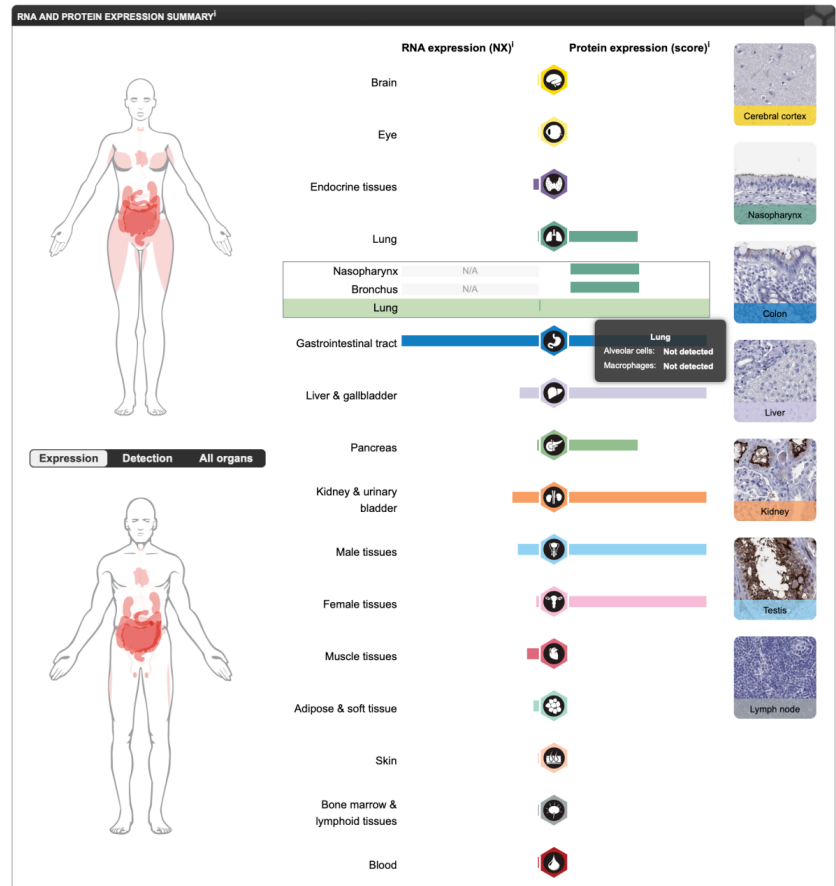 RNA AND PROTEIN EXPRESSION SUMMARYⁱ
RNA expression (NX)ⁱ
Protein expression (score)ⁱ
Brain
Eye
Endocrine tissues
Lung
Nasopharynx
N/A
Bronchus
N/A
Lung
Gastrointestinal tract
Lung
Alveolar cells: Not detected
Macrophages: Not detected
Liver & gallbladder
Pancreas
Kidney & urinary
bladder
Male tissues
Female tissues
Muscle tissues
Adipose & soft tissue
Skin
Bone marrow &
lymphoid tissues
Blood
Expression Detection All organs
Cerebral cortex
Nasopharynx
Colon
Liver
Kidney
Testis
Lymph node